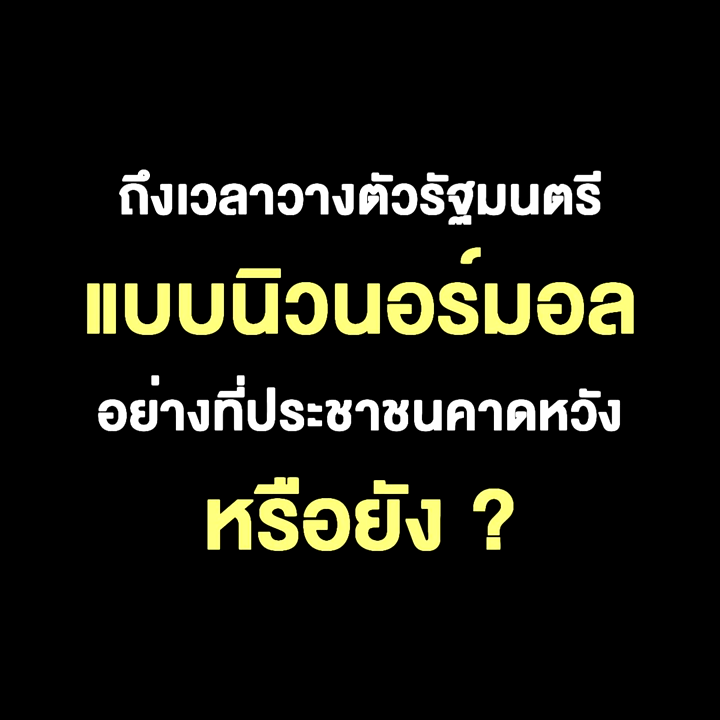 ถึงเวลาวางตัวรัฐมนตรี
แบบนิวนอร์มอล
อย่างที่ประชาชนคาดหวัง
หรือยัง ?